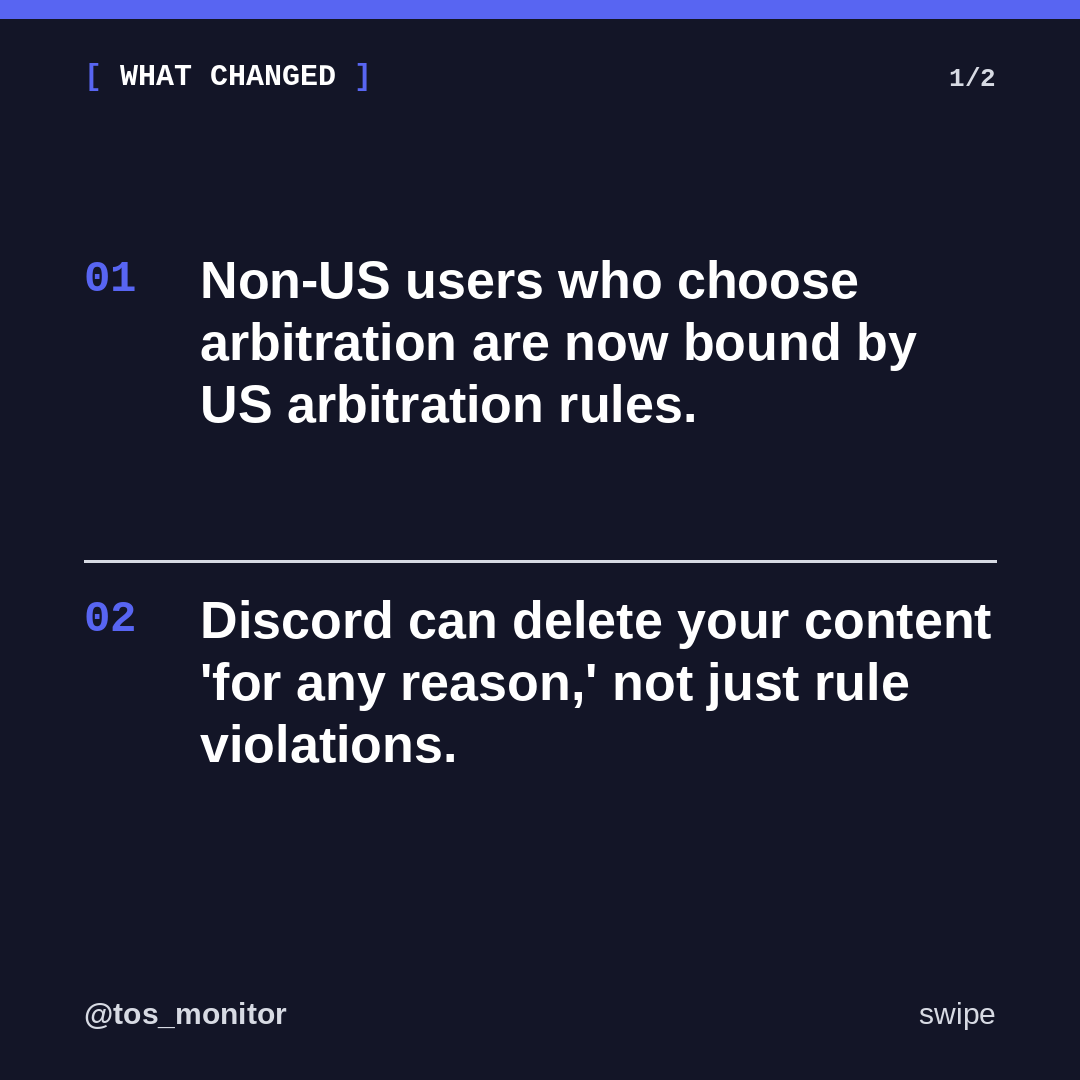 [ WHAT CHANGED ]
1/2
01
Non-US users who choose
arbitration are now bound by
US arbitration rules.
02
Discord can delete your content
'for any reason,' not just rule
violations.
@tos_monitor
swipe